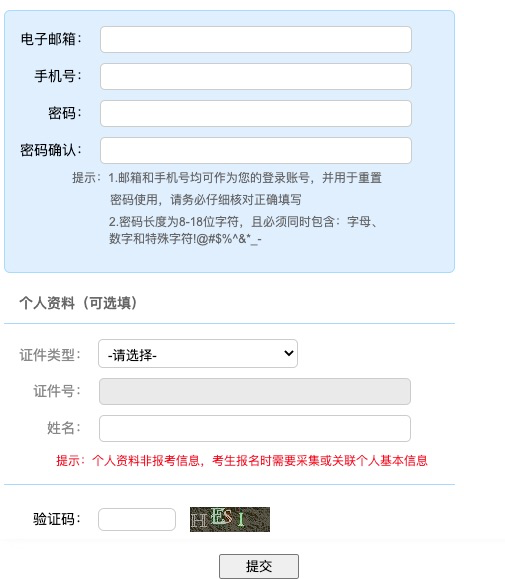 电子邮箱：
手机号：
密码：
密码确认：
提示：1.邮箱和手机号均可作为您的登录账号，并用于重置
密码使用，请务必仔细核对正确填写
2.密码长度为8-18位字符，且必须同时包含：字母、
数字和特殊字符!@#$%^&*_-
个人资料（可选填）
证件类型：
-请选择-
证件号：
姓名：
提示：个人资料非报考信息，考生报名时需要采集或关联个人基本信息
验证码：
HESI
提交